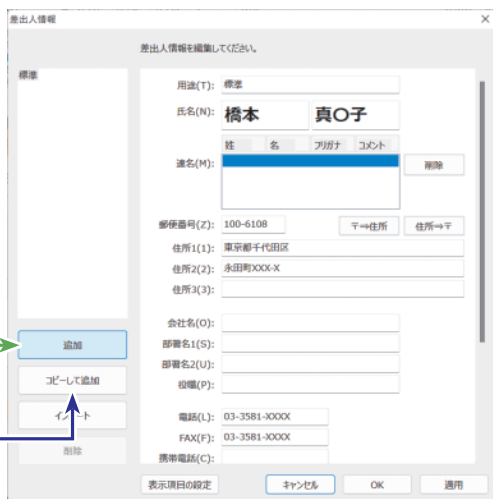 差出人情報
差出人情報を編集してください。
標準
用途(T): 標準
氏名(N): 橋本 真〇子
姓 名 フリガナ コメント
連名(M):
削除
郵便番号(Z): 100-6108 〒⇒住所 住所⇒〒
住所1(1): 東京都千代田区
住所2(2): 永田町XXX-X
住所3(3):
会社名(O):
部署名1(S):
部署名2(U):
役職(P):
電話(L): 03-3581-XXXX
FAX(F): 03-3581-XXXX
携帯電話(C):
追加
コピーして追加
削除
表示項目の設定 キャンセル OK 適用